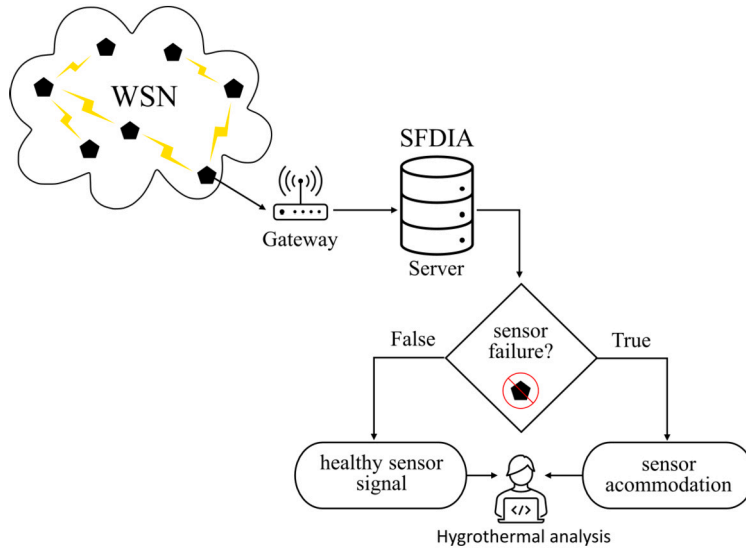 WSN
SFDIA
Gateway
Server
False
sensor
failure?
True
healthy sensor
signal
sensor
acommodation
</>
Hygrothermal analysis